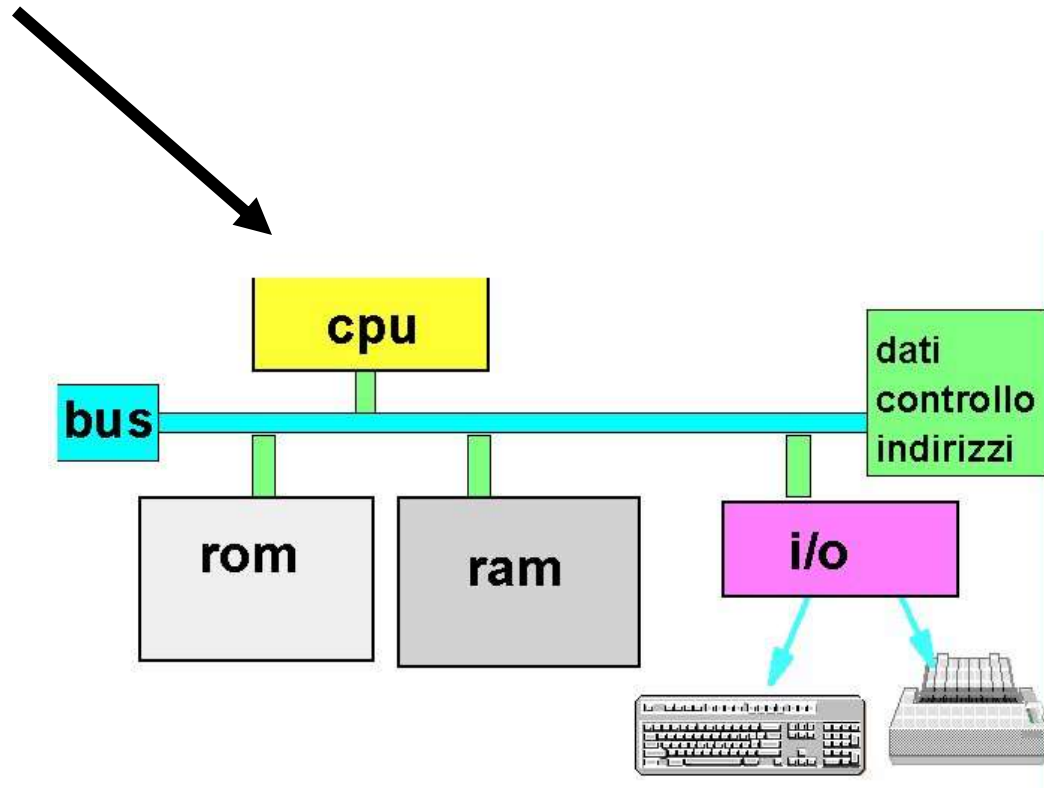 cpu
bus
dati
controllo
indirizzi
rom
ram
i/o